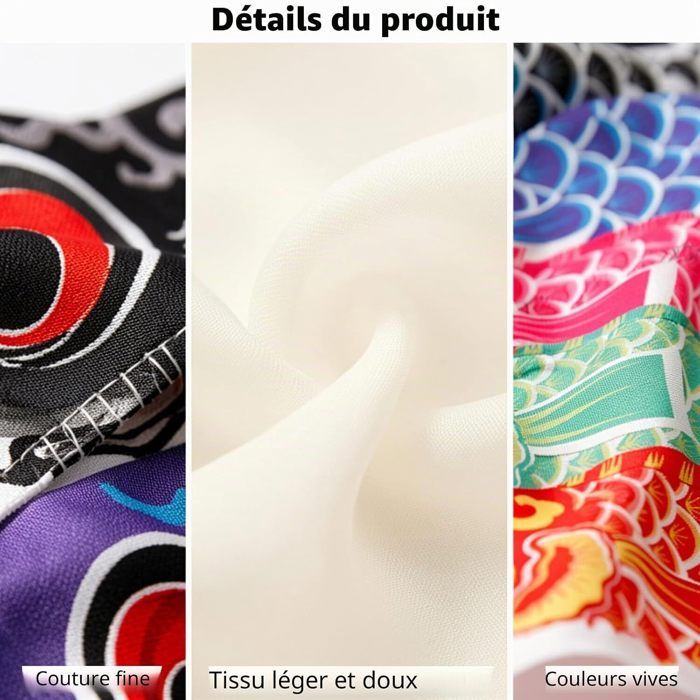 Détails du produit
Couture fine
Tissu léger et doux
Couleurs vives